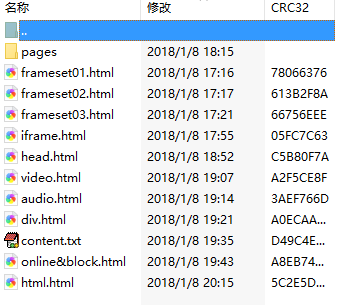 名称 修改 CRC32
..
pages 2018/1/8 18:15
frameset01.html 2018/1/8 17:16 78066376
frameset02.html 2018/1/8 17:17 613B2F8A
frameset03.html 2018/1/8 17:21 66756EEE
iframe.html 2018/1/8 17:55 05FC7C63
head.html 2018/1/8 18:52 C5B80F7A
video.html 2018/1/8 19:07 A2F5CE8F
audio.html 2018/1/8 19:14 3AEF766D
div.html 2018/1/8 19:21 A0ECAA...
content.txt 2018/1/8 19:35 D49C4E...
online&block.html 2018/1/8 19:43 A8EB74...
html.html 2018/1/8 20:15 5C2E5D...